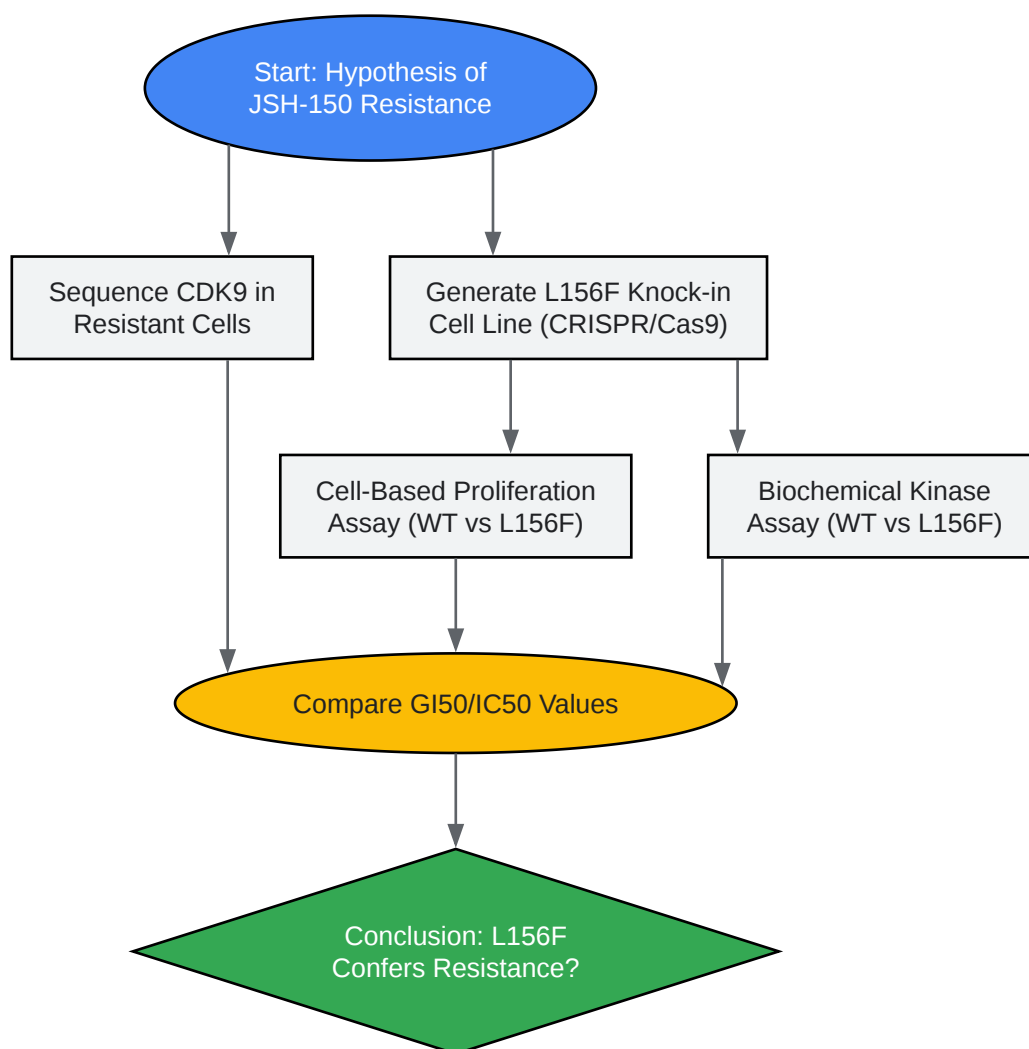 Start: Hypothesis of
JSH-150 Resistance
Sequence CDK9 in
Resistant Cells
Generate L156F Knock-in
Cell Line (CRISPR/Cas9)
Cell-Based Proliferation
Assay (WT vs L156F)
Biochemical Kinase
Assay (WT vs L156F)
Compare GI50/IC50 Values
Conclusion: L156F
Confers Resistance?